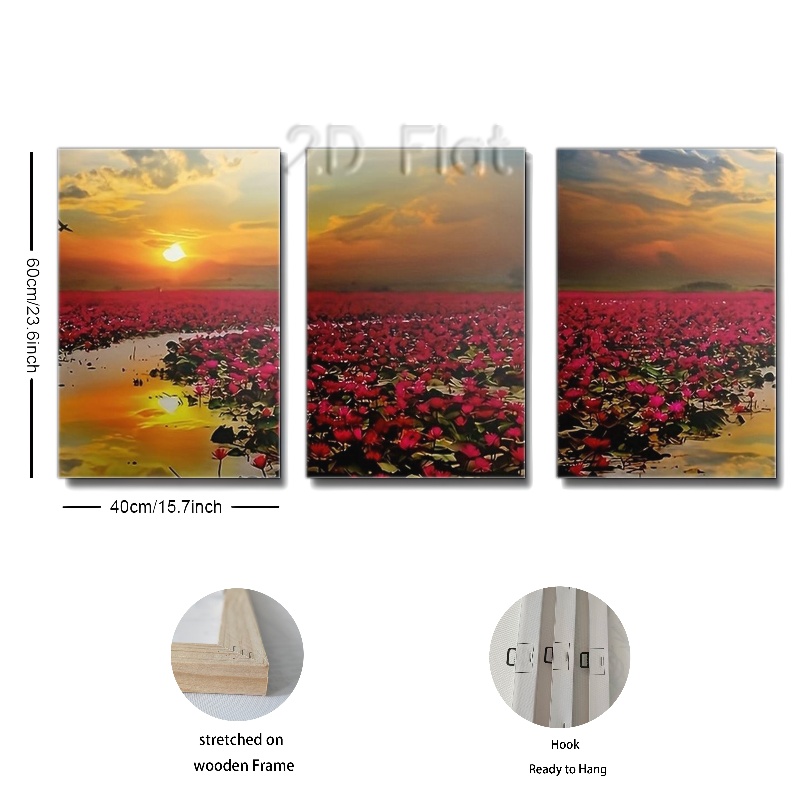 2D Flat
60cm/23.6inch
40cm/15.7inch
stretched on
wooden Frame
Hook
Ready to Hang